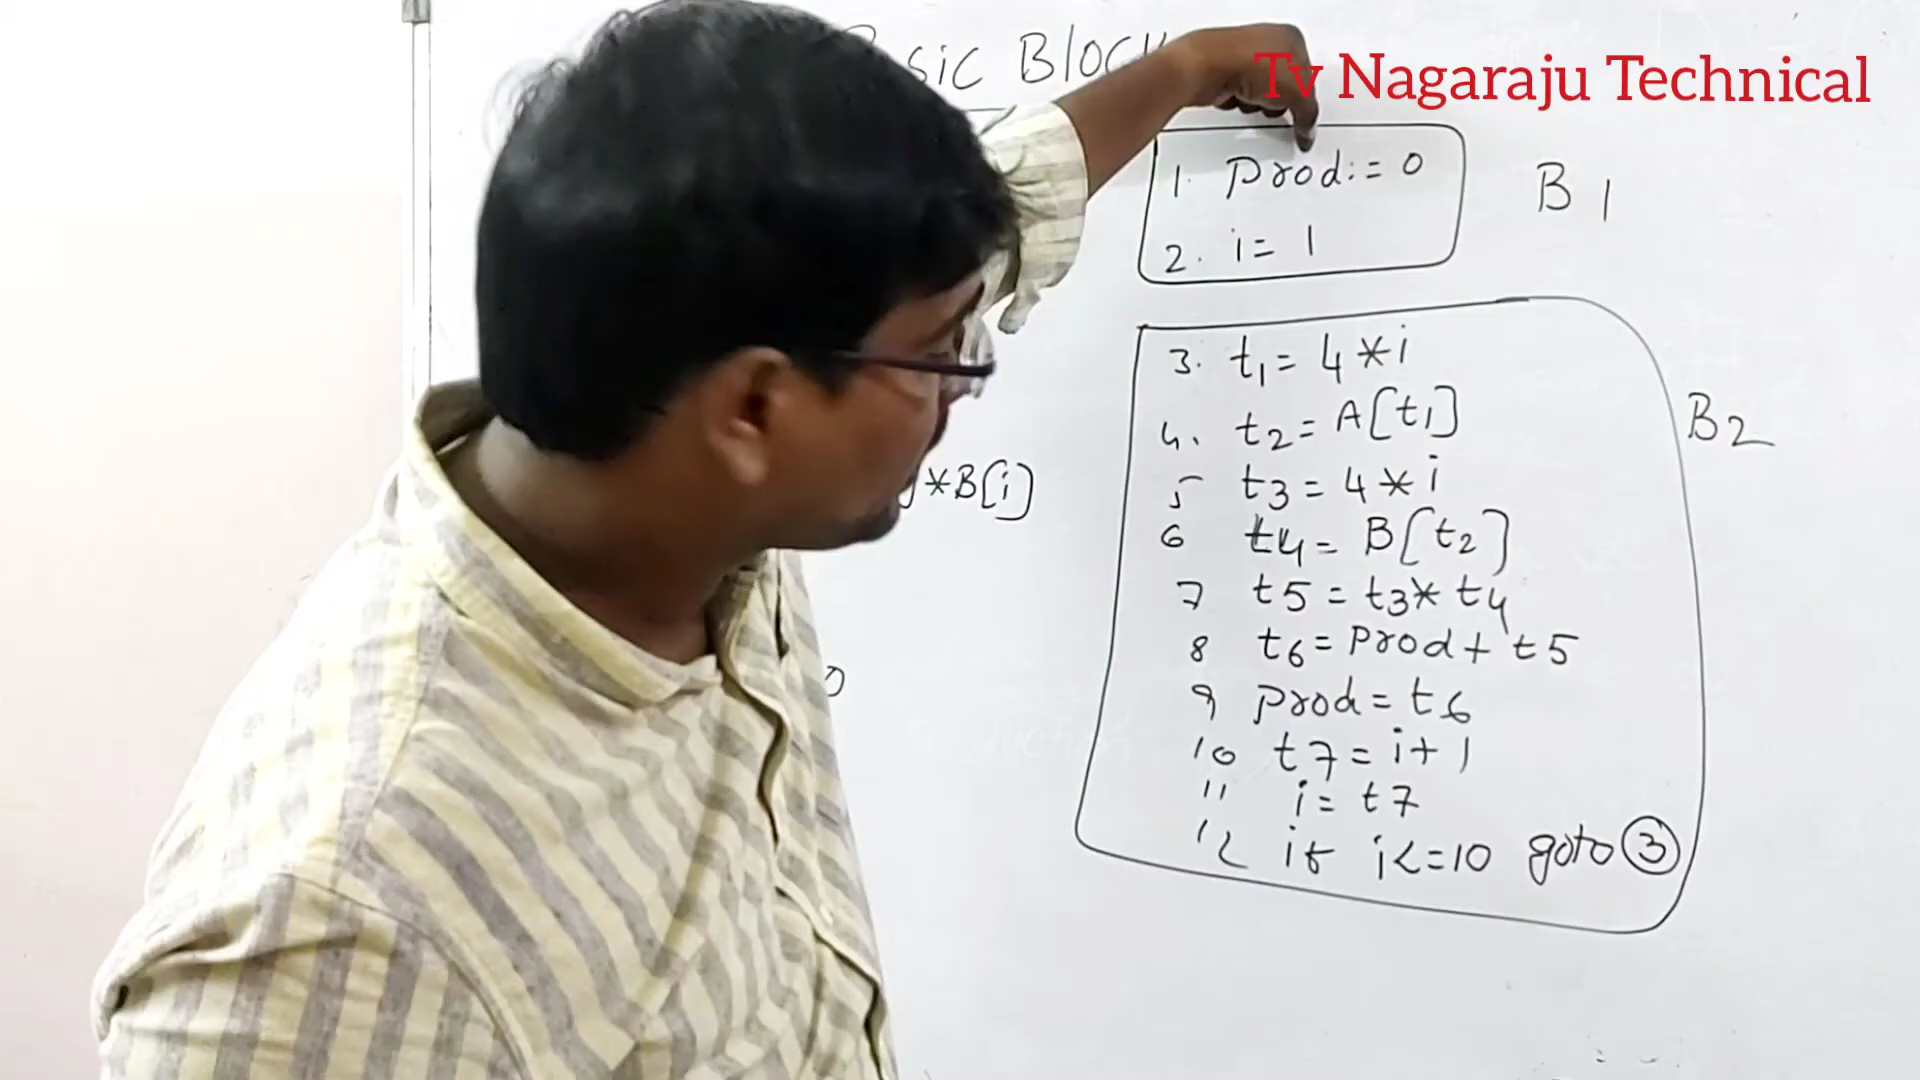 Block
Tv Nagaraju Technical
1. Prod := 0
2. i = 1
B1
3. t1 = 4 * i
4. t2 = A[t1]
5 t3 = 4 * i
6 t4 = B[t2]
7 t5 = t3 * t4
8 t6 = Prod + t5
9 Prod = t6
10 t7 = i + 1
11 i = t7
12 if i <= 10 goto 3
B2
* B[i]